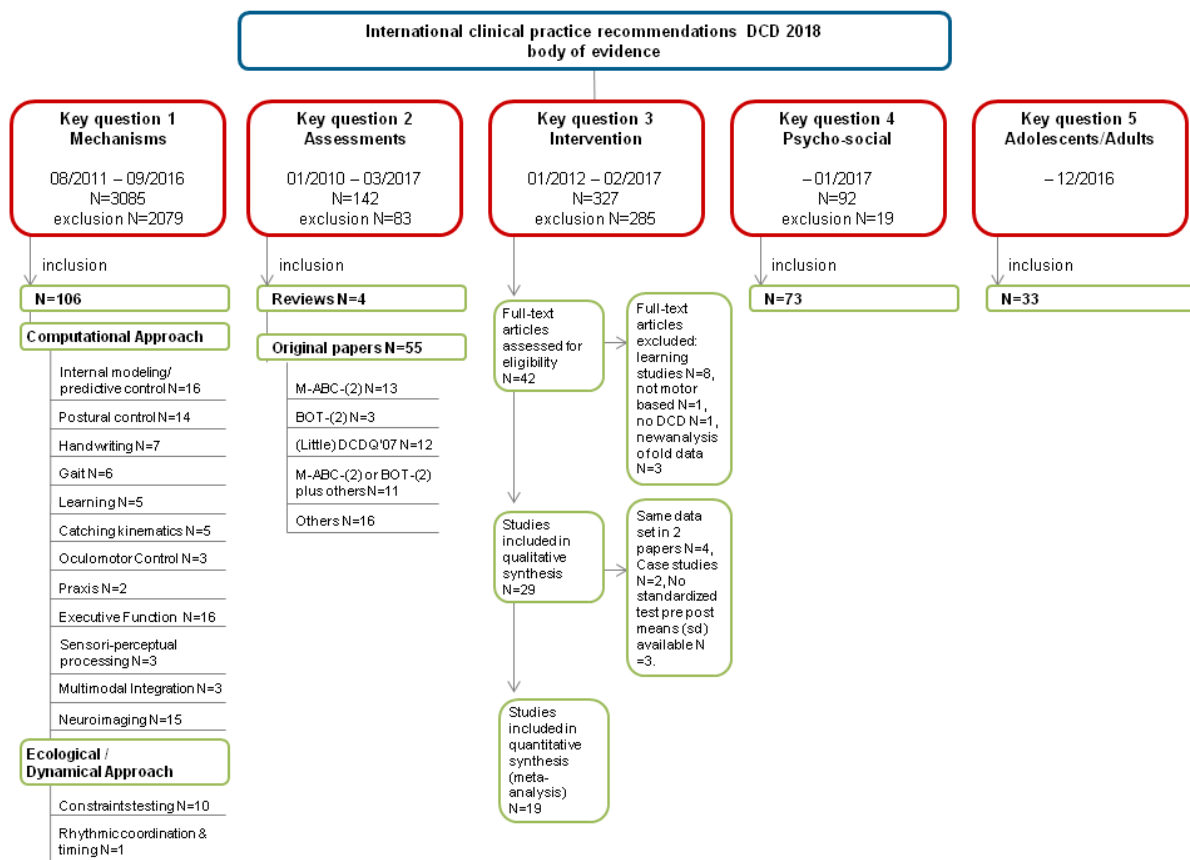 International clinical practice recommendations DCD 2018
body of evidence
Key question 1
Mechanisms
08/2011 – 09/2016
N=3085
exclusion N=2079
Key question 2
Assessments
01/2010 – 03/2017
N=142
exclusion N=83
Key question 3
Intervention
01/2012 – 02/2017
N=327
exclusion N=285
Key question 4
Psycho-social
– 01/2017
N=92
exclusion N=19
Key question 5
Adolescents/Adults
– 12/2016
inclusion
N=106
Computational Approach
Internal modeling/
predictive control N=16
Postural control N=14
Handwriting N=7
Gait N=6
Learning N=5
Catching kinematics N=5
Oculomotor Control N=3
Praxis N=2
Executive Function N=16
Sensori-perceptual
processing N=3
Multimodal Integration N=3
Neuroimaging N=15
Ecological /
Dynamical Approach
Constraints testing N=10
Rhythmic coordination &
timing N=1
inclusion
Reviews N=4
Original papers N=55
M-ABC-(2) N=13
BOT-(2) N=3
(Little) DCDQ'07 N=12
M-ABC-(2) or BOT-(2)
plus others N=11
Others N=16
inclusion
Full-text
articles
assessed for
eligibility
N=42
Full-text
articles
excluded:
learning
studies N=8,
not motor
based N=1,
no DCD N=1,
newanalysis
of old data
N=3
Studies
included in
qualitative
synthesis
N=29
Same data
set in 2
papers N=4,
Case studies
N=2, No
standardized
test pre post
means (sd)
available N
=3.
Studies
included in
quantitative
synthesis
(meta-
analysis)
N=19
inclusion
N=73
inclusion
N=33